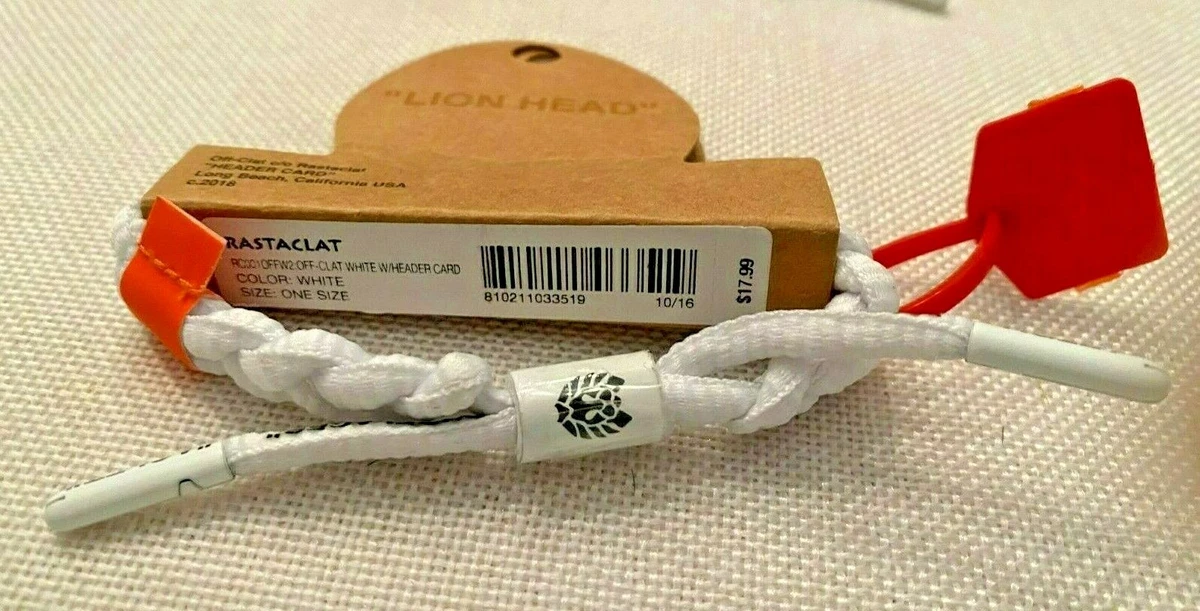 "LION HEAD"
Off-Clat c/o Rastaclat
"HEADER CARD"
Long Beach, California USA
c.2018
RASTACLAT
RC001OFFW2:OFF-CLAT WHITE W/HEADER CARD
COLOR: WHITE
SIZE: ONE SIZE
810211033519
10/16
$17.99